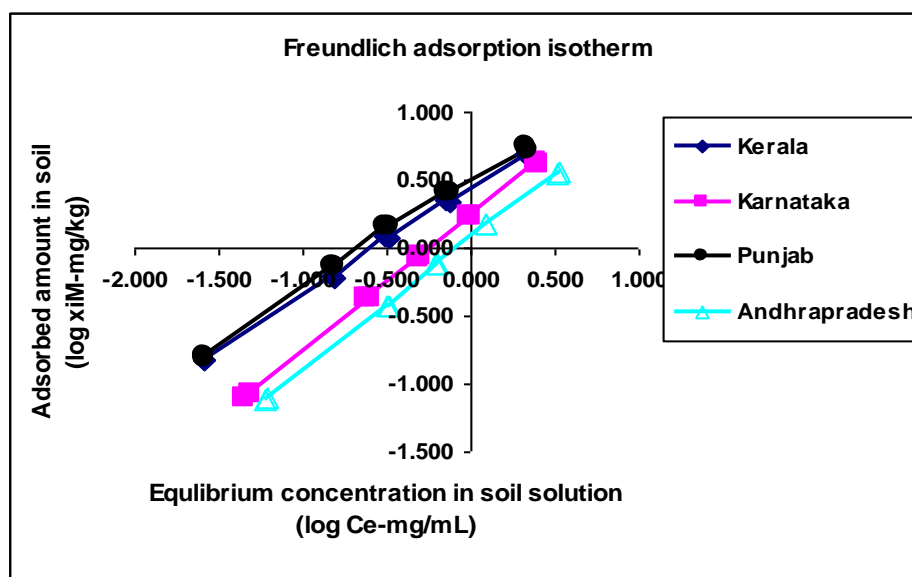 Freundlich adsorption isotherm
Adsorbed amount in soil
(log xiM-mg/kg)
1.000
0.500
0.000
-0.500
-1.000
-1.500
-2.000 -1.500 -1.000 -0.500 0.000 0.500 1.000
Equlibrium concentration in soil solution
(log Ce-mg/mL)
Kerala
Karnataka
Punjab
Andhrapradesh